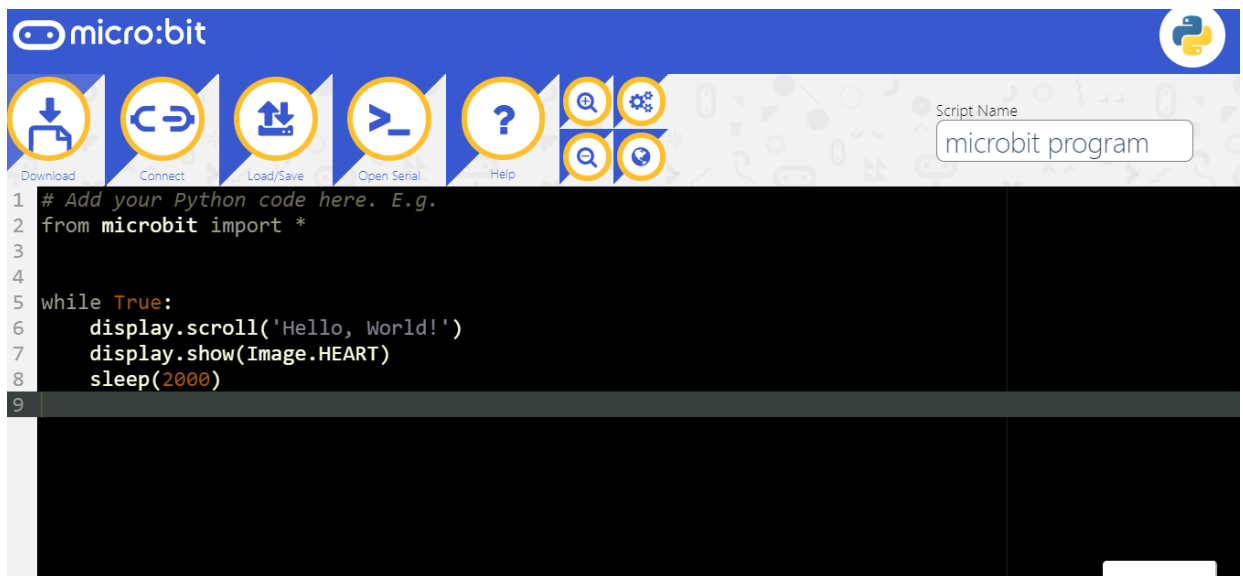 micro:bit
Download
Connect
Load/Save
Open Serial
Help
Script Name
microbit program
1 # Add your Python code here. E.g.
2 from microbit import *
3
4
5 while True:
6     display.scroll('Hello, World!')
7     display.show(Image.HEART)
8     sleep(2000)
9